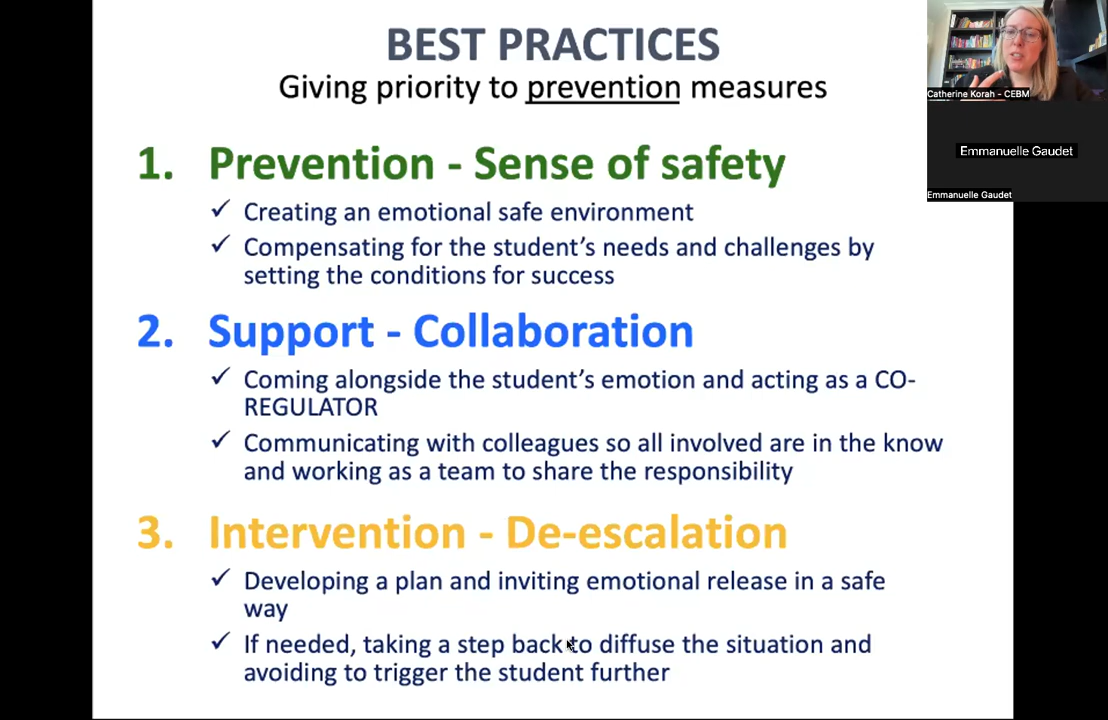 BEST PRACTICES
Giving priority to prevention measures
1. Prevention - Sense of safety
✓ Creating an emotional safe environment
✓ Compensating for the student's needs and challenges by
setting the conditions for success
2. Support - Collaboration
✓ Coming alongside the student's emotion and acting as a CO-
REGULATOR
✓ Communicating with colleagues so all involved are in the know
and working as a team to share the responsibility
3. Intervention - De-escalation
✓ Developing a plan and inviting emotional release in a safe
way
✓ If needed, taking a step back to diffuse the situation and
avoiding to trigger the student further
Catherine Korah - CEBM
Emmanuelle Gaudet
Emmanuelle Gaudet